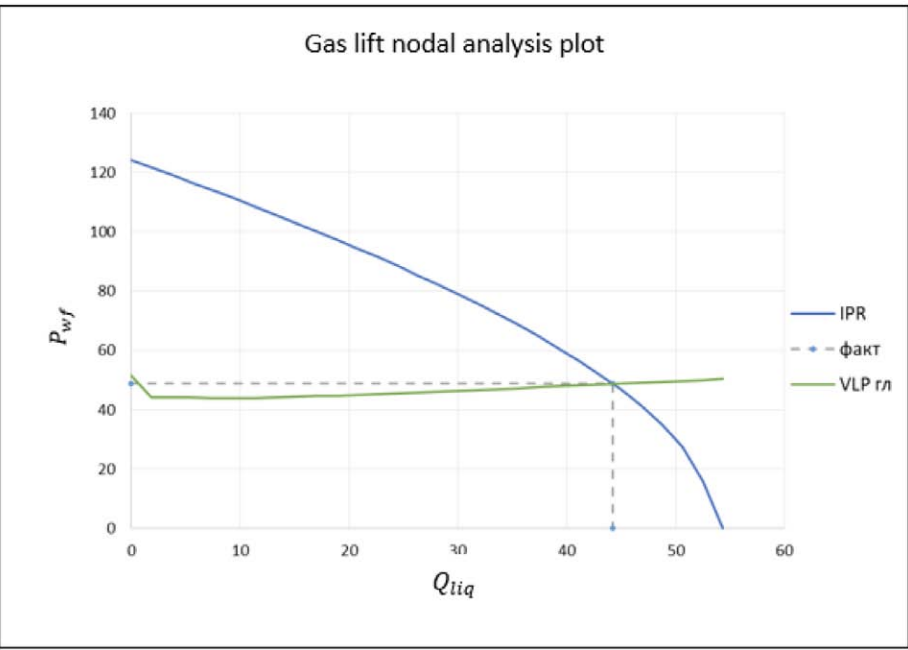 Gas lift nodal analysis plot
140
120
100
80
60
40
20
0
P_wf
0 10 20 30 40 50 60
Q_liq
IPR
факт
VLP гл